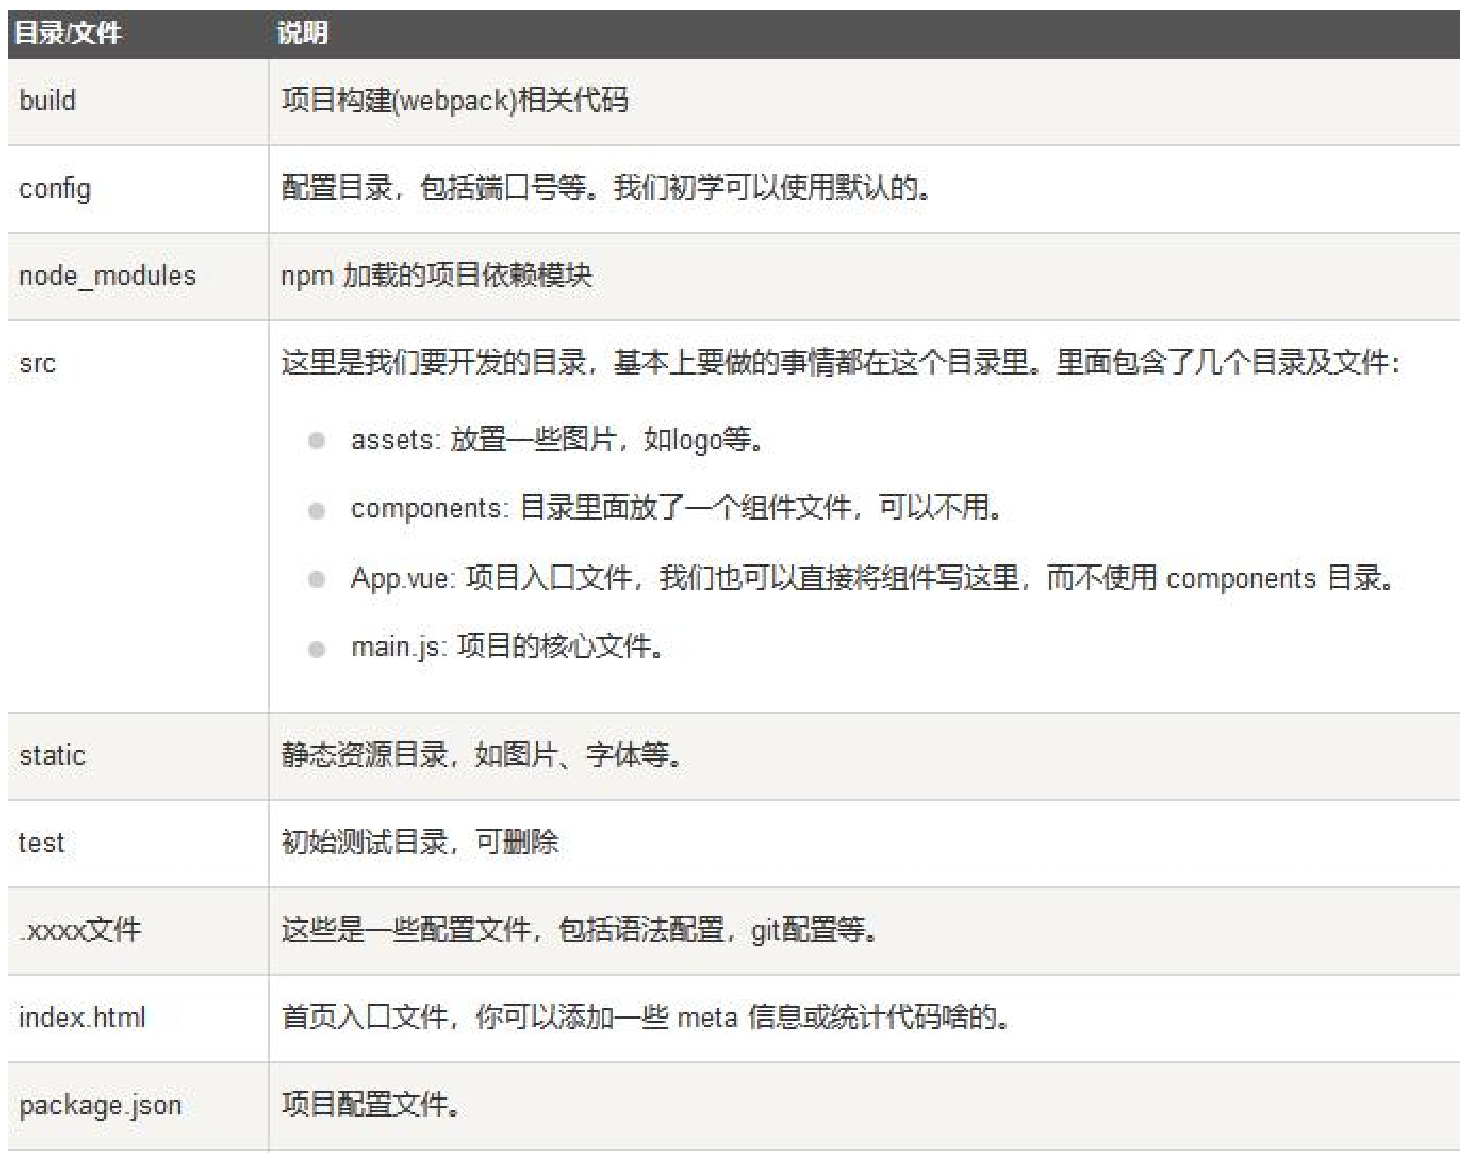 目录/文件 说明
build 项目构建(webpack)相关代码
config 配置目录，包括端口号等。我们初学可以使用默认的。
node_modules npm 加载的项目依赖模块
src 这里是我们要开发的目录，基本上要做的事情都在这个目录里。里面包含了几个目录及文件：
assets: 放置一些图片，如logo等。
components: 目录里面放了一个组件文件，可以不用。
App.vue: 项目入口文件，我们也可以直接将组件写这里，而不使用 components 目录。
main.js: 项目的核心文件。
static 静态资源目录，如图片、字体等。
test 初始测试目录，可删除
.xxxx文件 这些是一些配置文件，包括语法配置，git配置等。
index.html 首页入口文件，你可以添加一些 meta 信息或统计代码啥的。
package.json 项目配置文件。